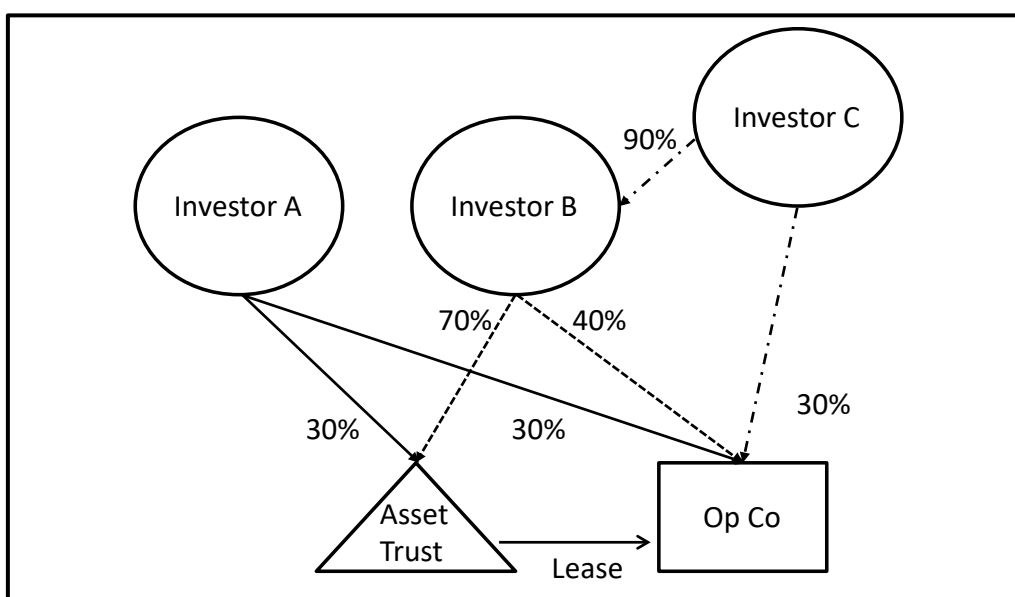 Investor C
90%
Investor A
Investor B
70%
40%
30%
30%
30%
Asset
Trust
Op Co
Lease